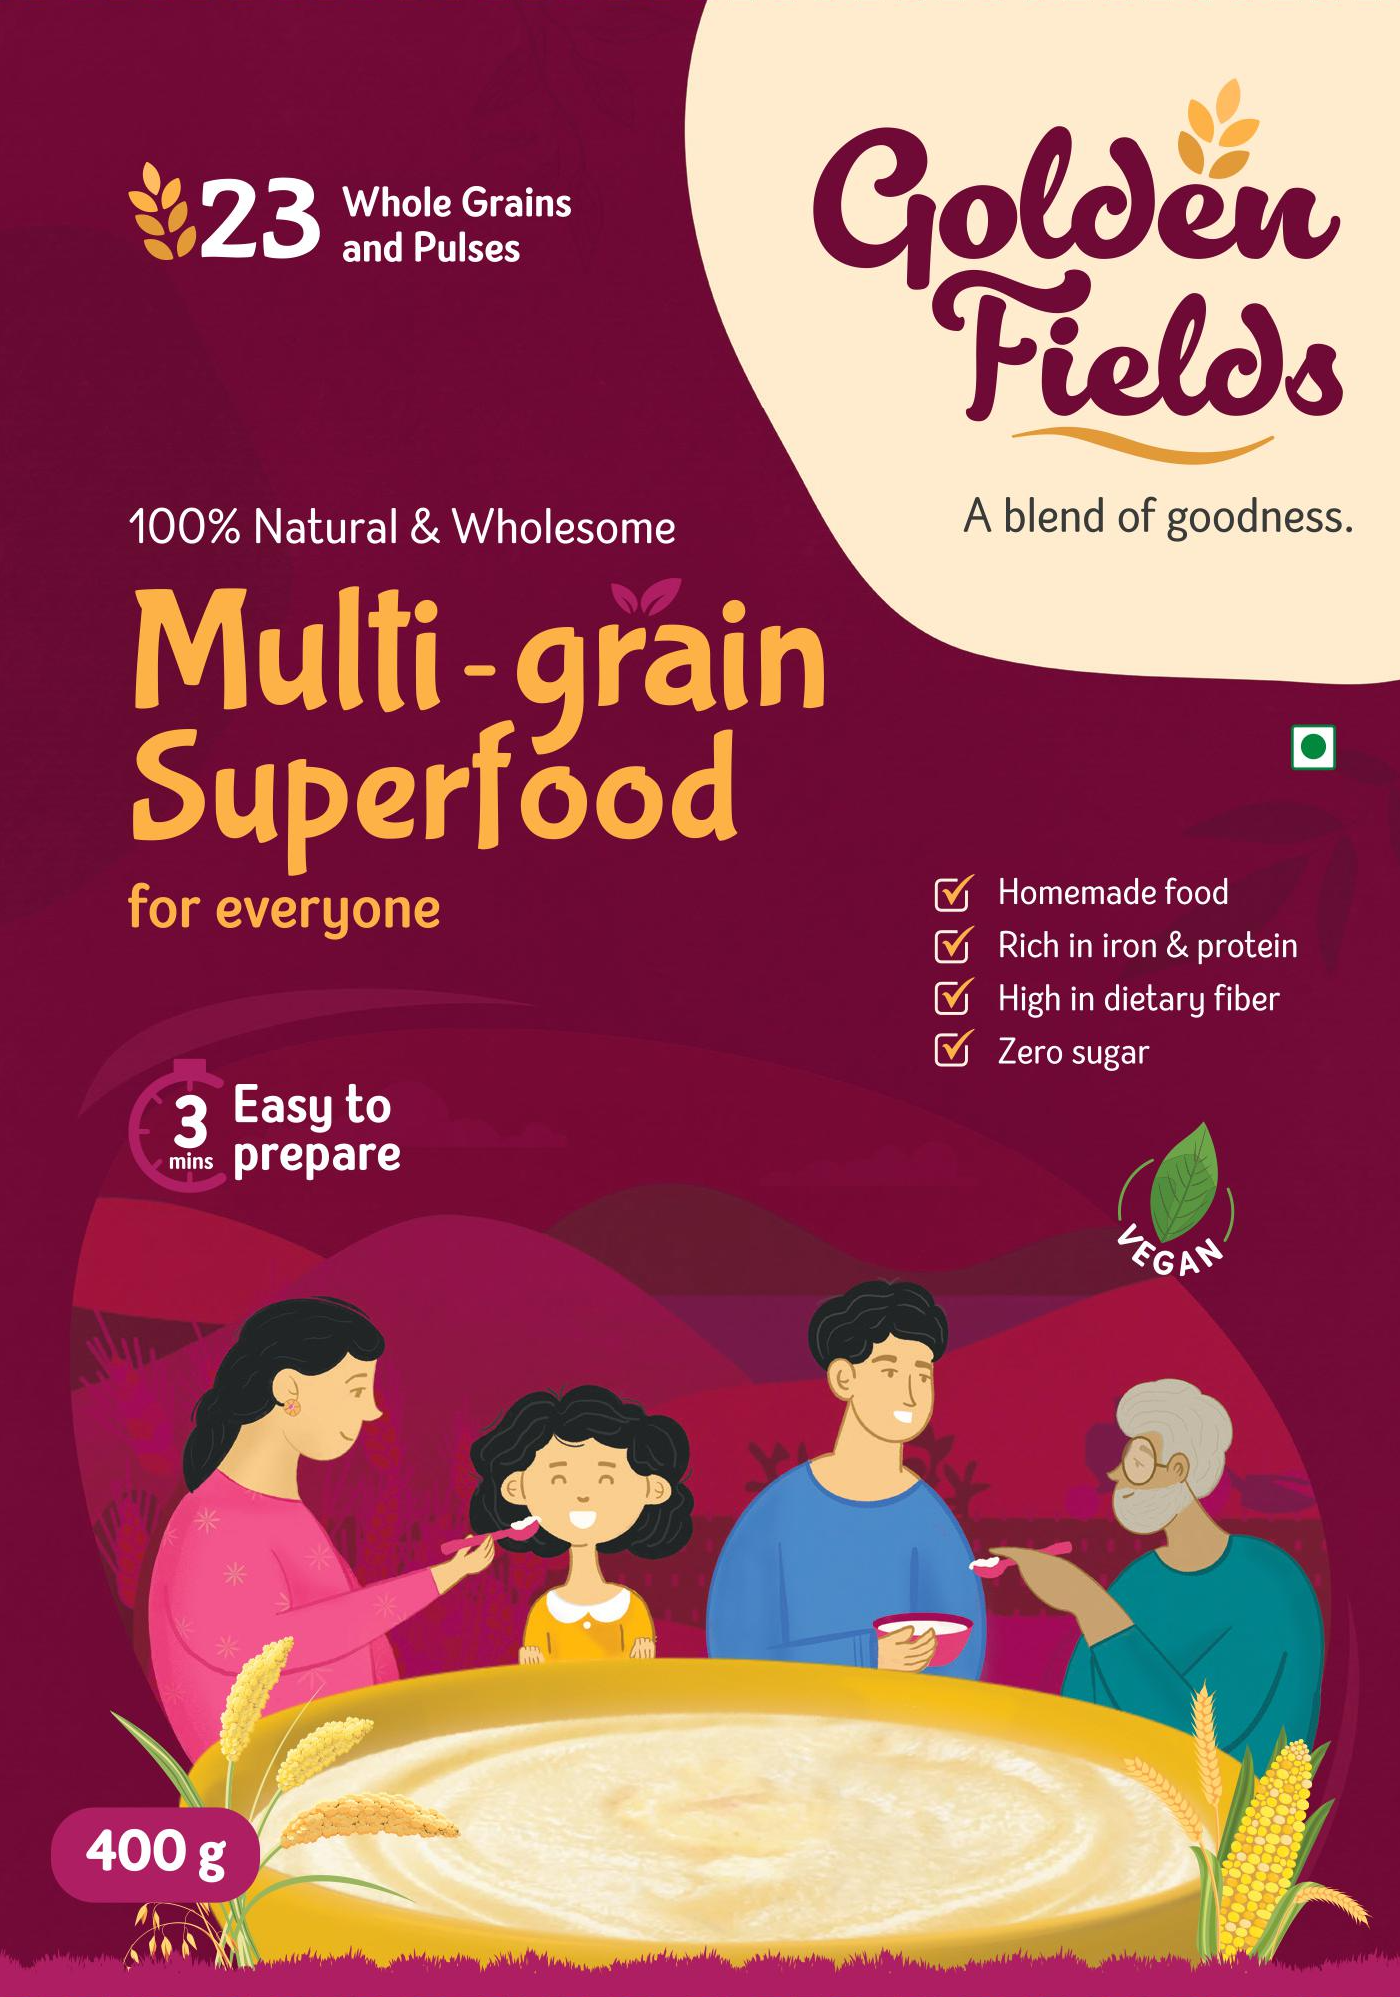 Golden
Fields
A blend of goodness.
23
Whole Grains
and Pulses
100% Natural & Wholesome
Multi-grain
Superfood
for everyone
Homemade food
Rich in iron & protein
High in dietary fiber
Zero sugar
3
mins
Easy to
prepare
VEGAN
400 g